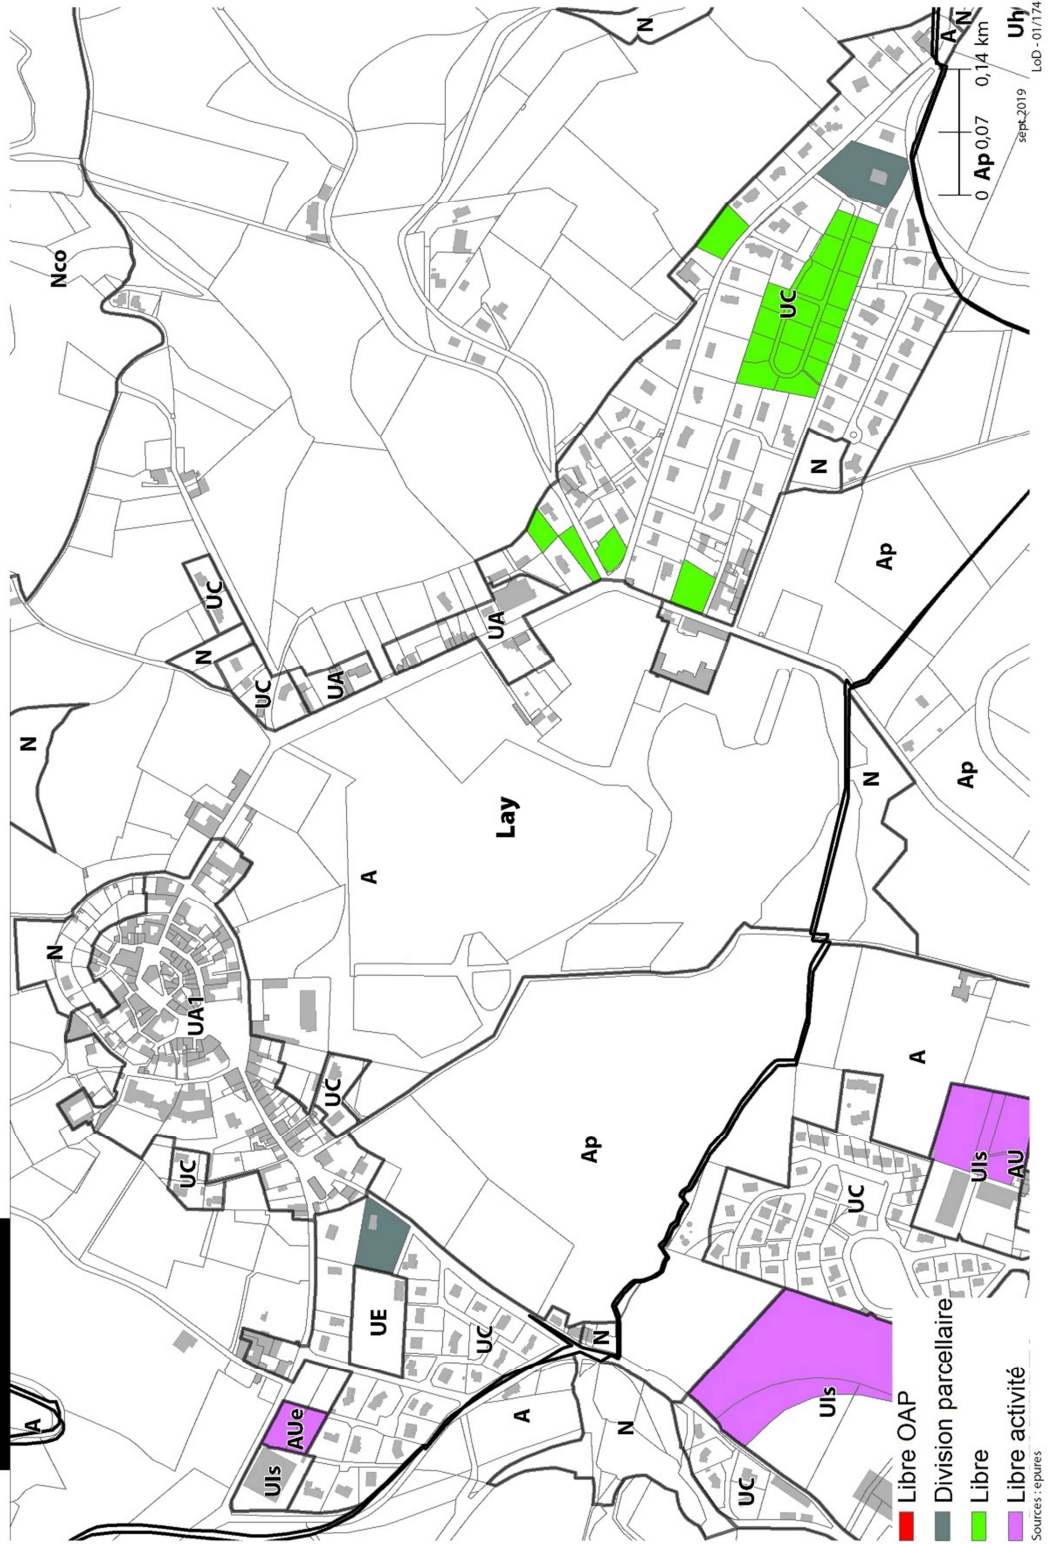 N
A
N
Uh
LoD - 01/174
0 0,07 0,14 km
Ap
sept.2019
Nco
UC
N
Ap
UC
N
UC
UA
UA
N
Lay
A
N
Ap
N
UA1
UC
UC
Ap
A
UC
UIs
AU
UE
UC
N
AUe
UIs
A
N
UC
UIs
A
Libre OAP
Division parcellaire
Libre
Libre activité
Sources : epures